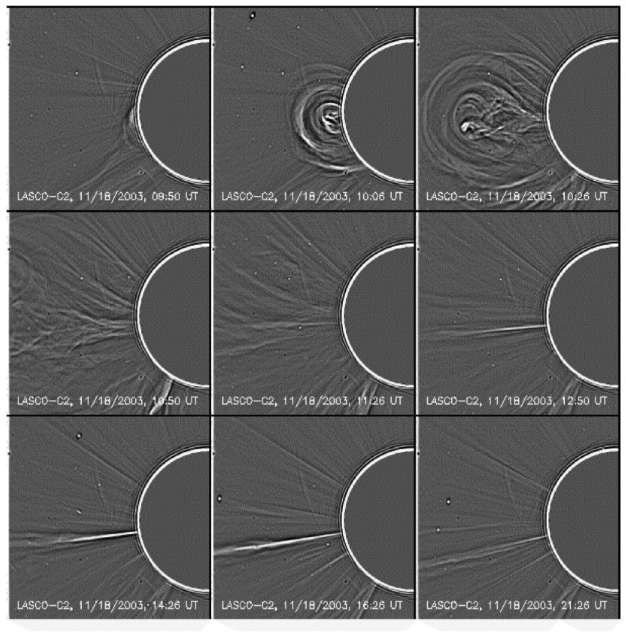 LASCO-C2, 11/18/2003, 09:50 UT
LASCO-C2, 11/18/2003, 10:06 UT
LASCO-C2, 11/18/2003, 10:26 UT
LASCO-C2, 11/18/2003, 10:50 UT
LASCO-C2, 11/18/2003, 11:26 UT
LASCO-C2, 11/18/2003, 12:50 UT
LASCO-C2, 11/18/2003, 14:26 UT
LASCO-C2, 11/18/2003, 16:26 UT
LASCO-C2, 11/18/2003, 21:26 UT